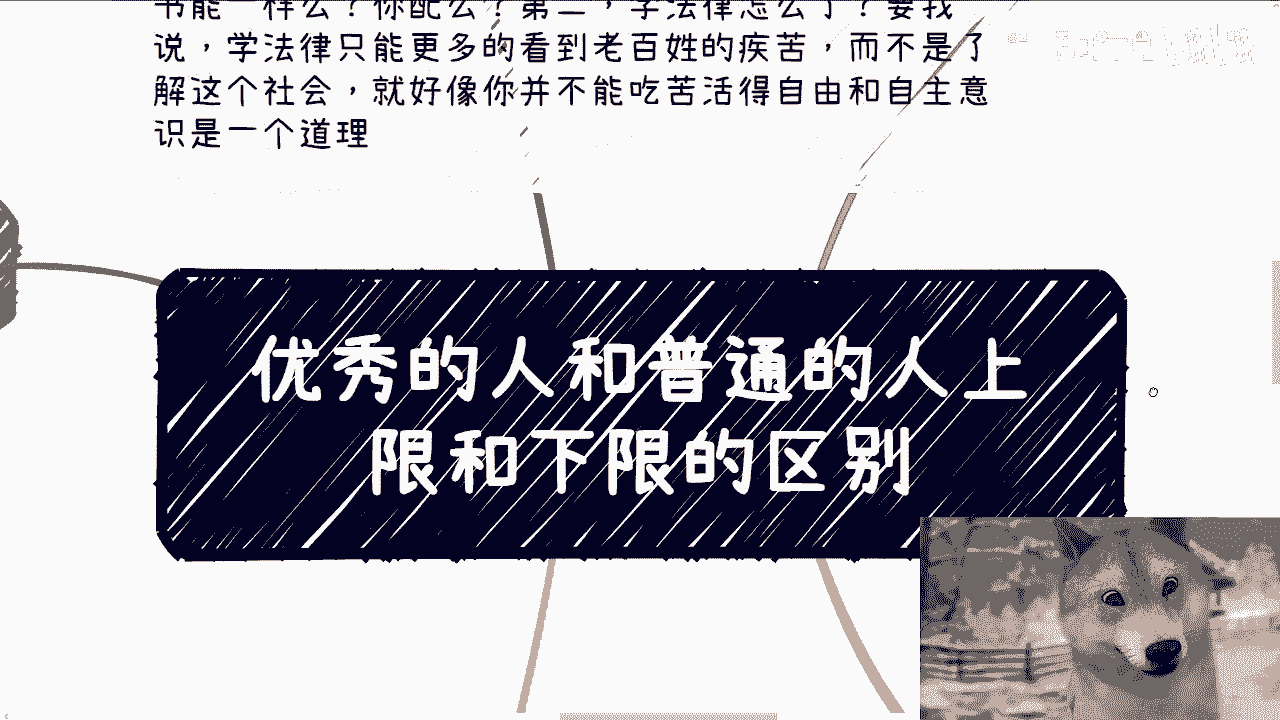 书能一样么？你配么？第二，学法律怎么了？要我
说，学法律只能更多的看到老百姓的疾苦，而不是了
解这个社会，就好像你并不能吃苦活得自由和自主意
识是一个道理
优秀的人和普通的人上
限和下限的区别